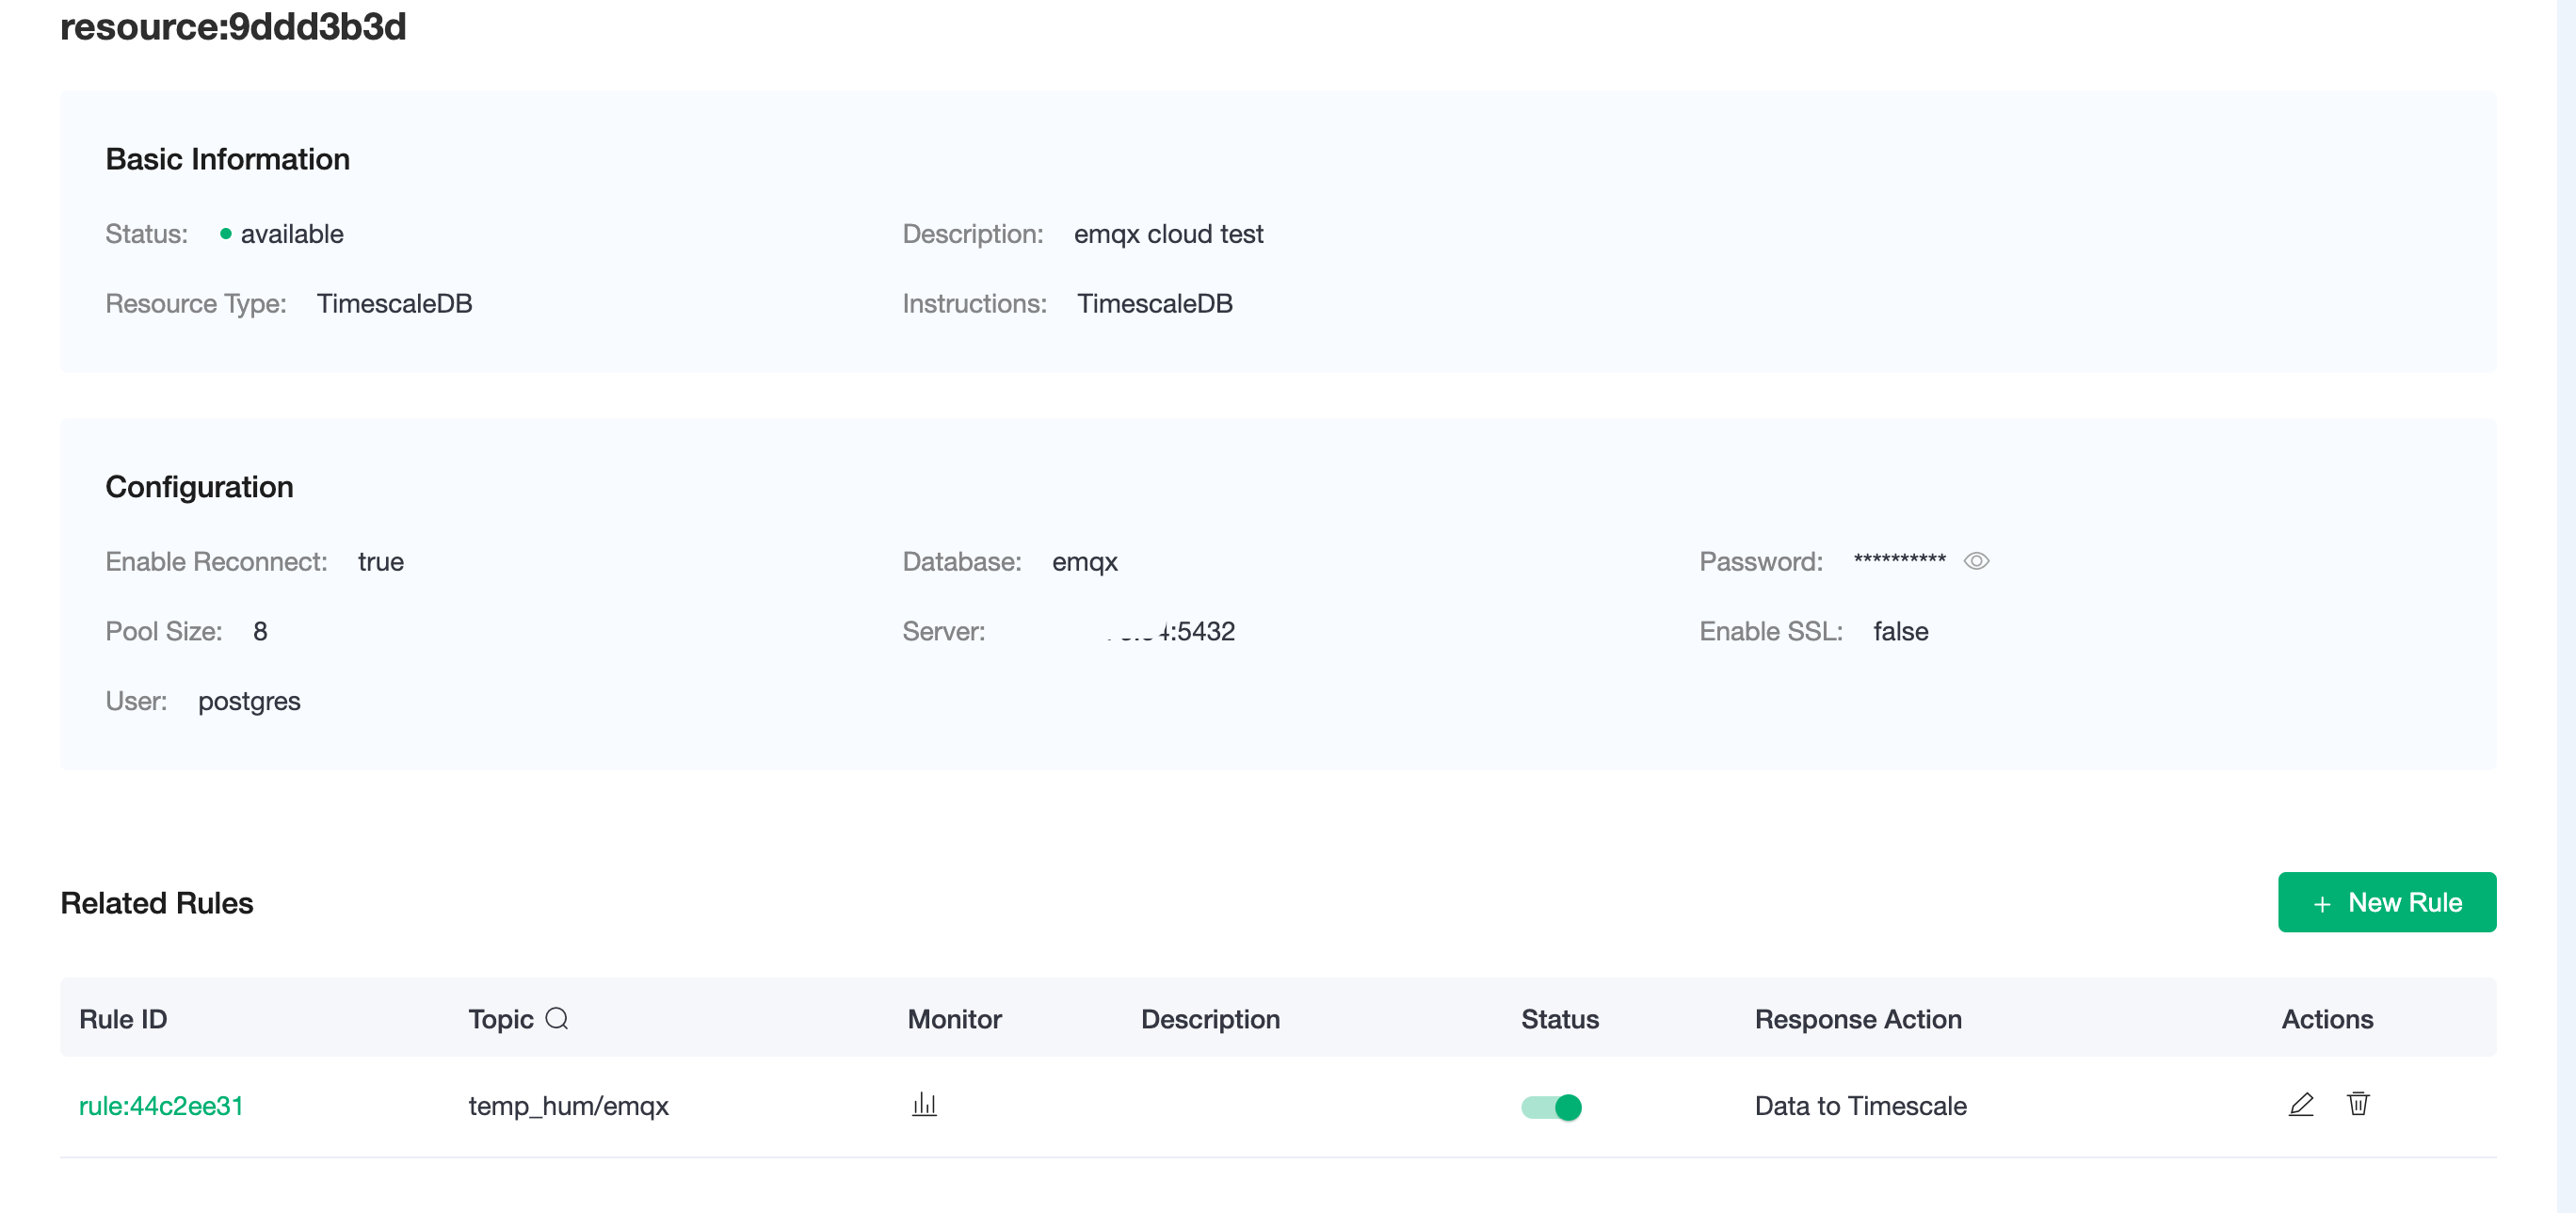 resource:9ddd3b3d
Basic Information
Status: available Description: emqx cloud test
Resource Type: TimescaleDB Instructions: TimescaleDB
Configuration
Enable Reconnect: true Database: emqx Password: **********
Pool Size: 8 Server: :5432 Enable SSL: false
User: postgres
Related Rules + New Rule
Rule ID Topic Monitor Description Status Response Action Actions
rule:44c2ee31 temp_hum/emqx Data to Timescale